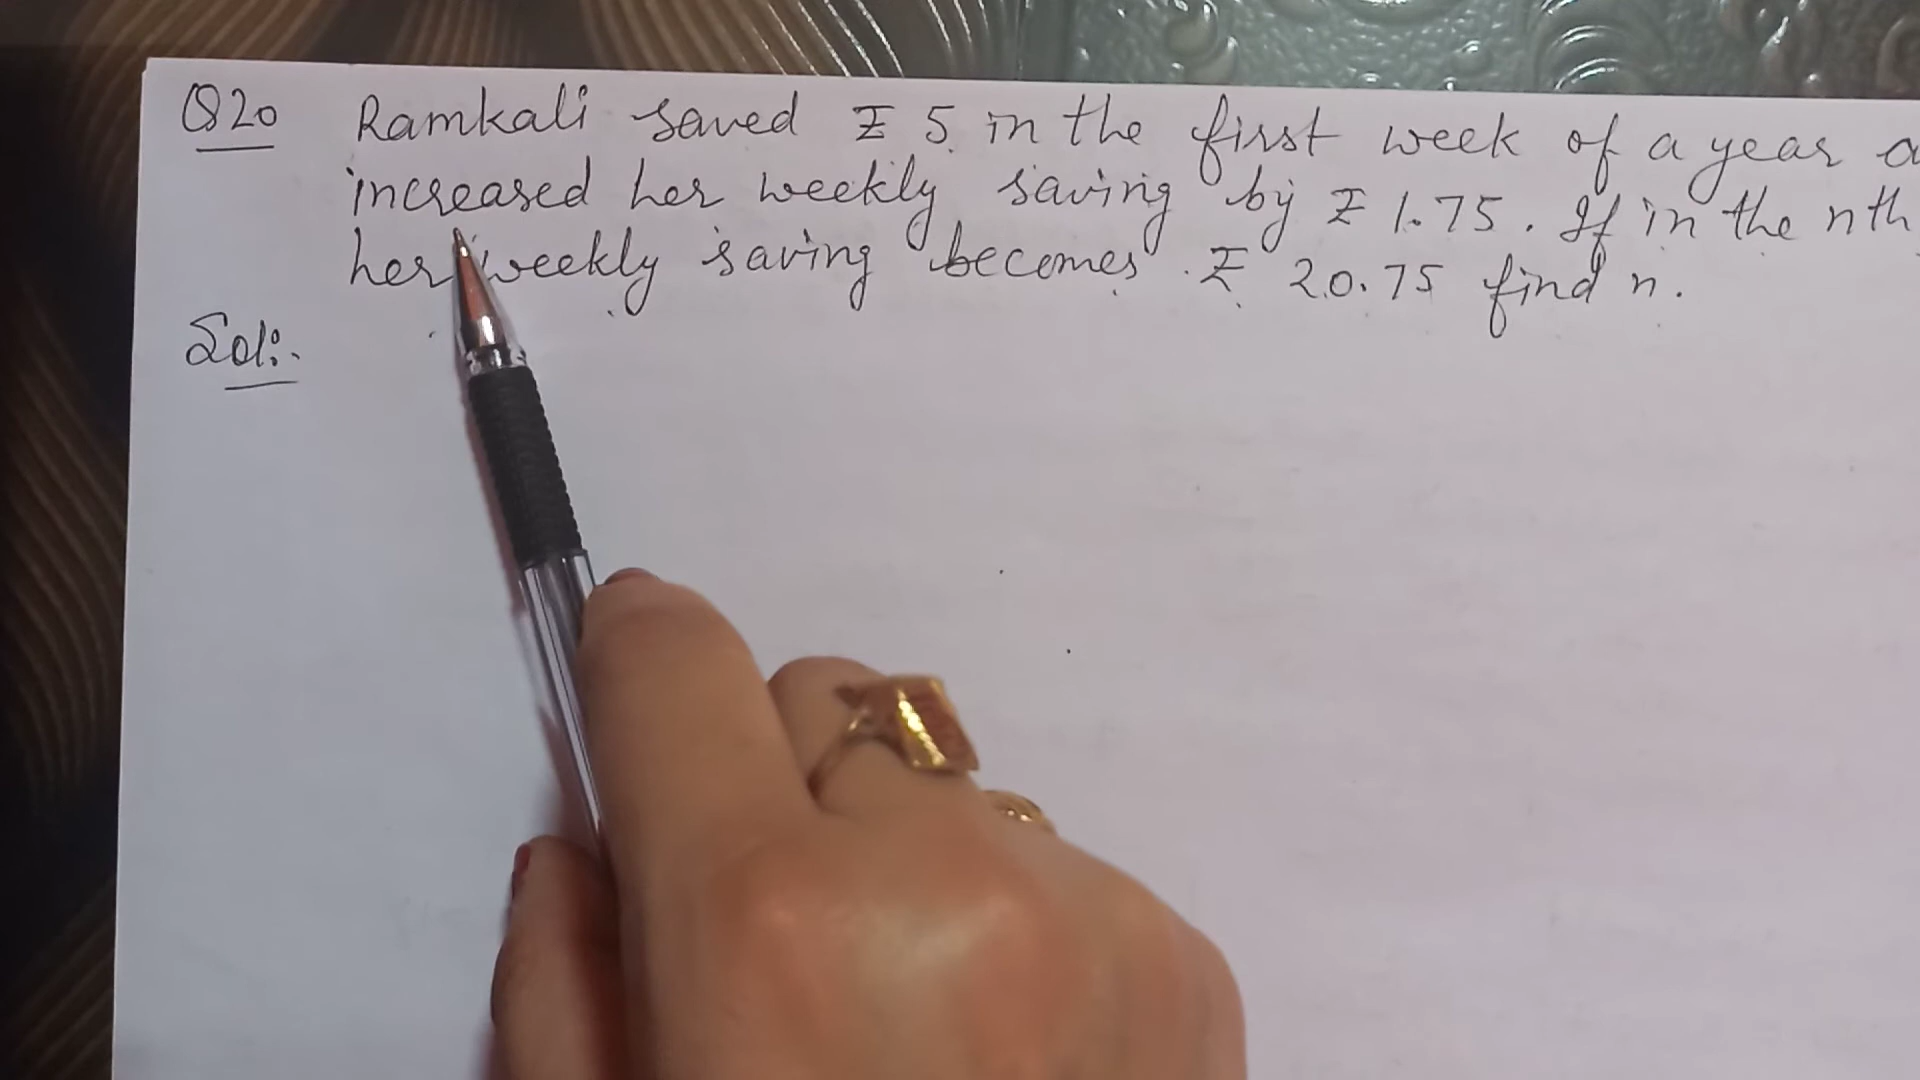 Q20 Ramkali saved ₹ 5 in the first week of a year a
increased her weekly saving by ₹ 1.75. If in the nth
her weekly saving becomes ₹ 20.75 find n.
Sol:-